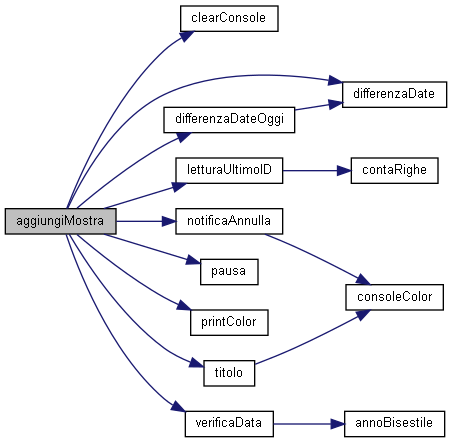 clearConsole
differenzaDate
differenzaDateOggi
letturaUltimoID
contaRighe
aggiungiMostra
notificaAnnulla
pausa
consoleColor
printColor
titolo
verificaData
annoBisestile